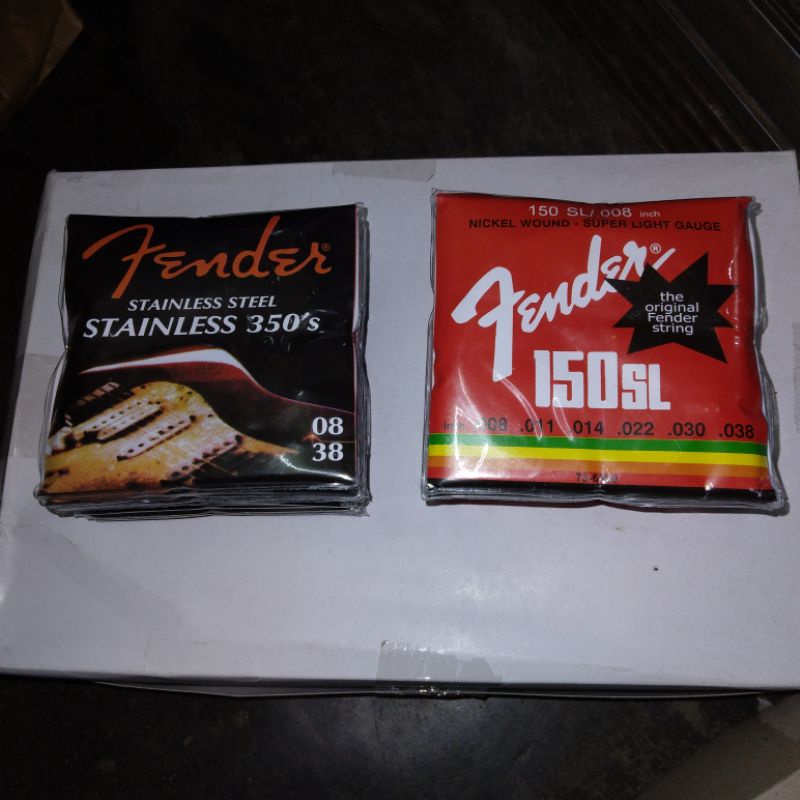 Fender®
STAINLESS STEEL
STAINLESS 350's
08
38
150 SL/.008 inch
NICKEL WOUND - SUPER LIGHT GAUGE
Fender®
the
original
Fender
string
150SL
inch .008 .011 .014 .022 .030 .038